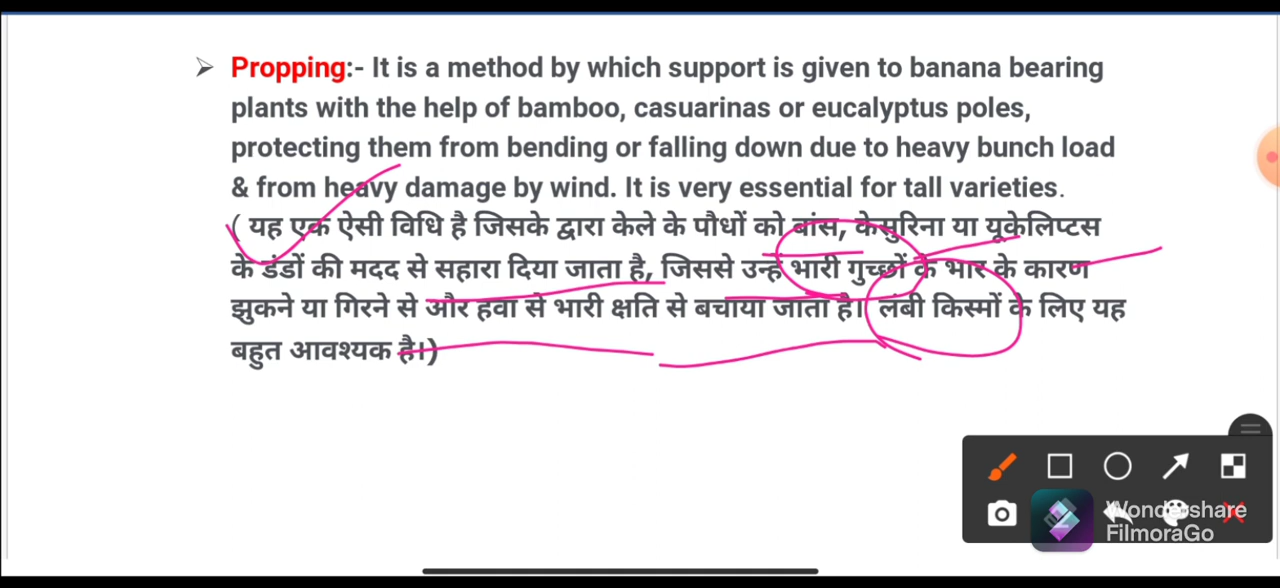 ➢ Propping:- It is a method by which support is given to banana bearing
plants with the help of bamboo, casuarinas or eucalyptus poles,
protecting them from bending or falling down due to heavy bunch load
& from heavy damage by wind. It is very essential for tall varieties.
( यह एक ऐसी विधि है जिसके द्वारा केले के पौधों को बांस, केसुरिना या यूकेलिप्टस
के डंडों की मदद से सहारा दिया जाता है, जिससे उन्हें भारी गुच्छों के भार के कारण
झुकने या गिरने से और हवा से भारी क्षति से बचाया जाता है। लंबी किस्मों के लिए यह
बहुत आवश्यक है।)
Wondershare
FilmoraGo